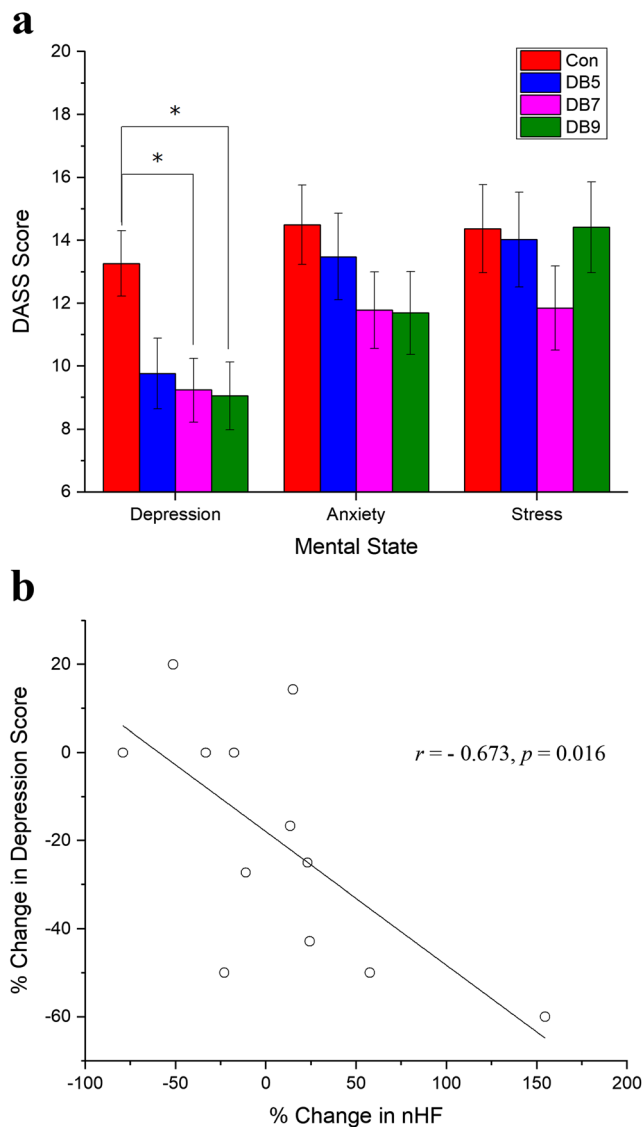 a
20
18
16
14
12
10
8
6
DASS Score
Con
DB5
DB7
DB9
*
*
Depression Anxiety Stress
Mental State
b
20
0
-20
-40
-60
% Change in Depression Score
r = - 0.673, p = 0.016
-100 -50 0 50 100 150 200
% Change in nHF